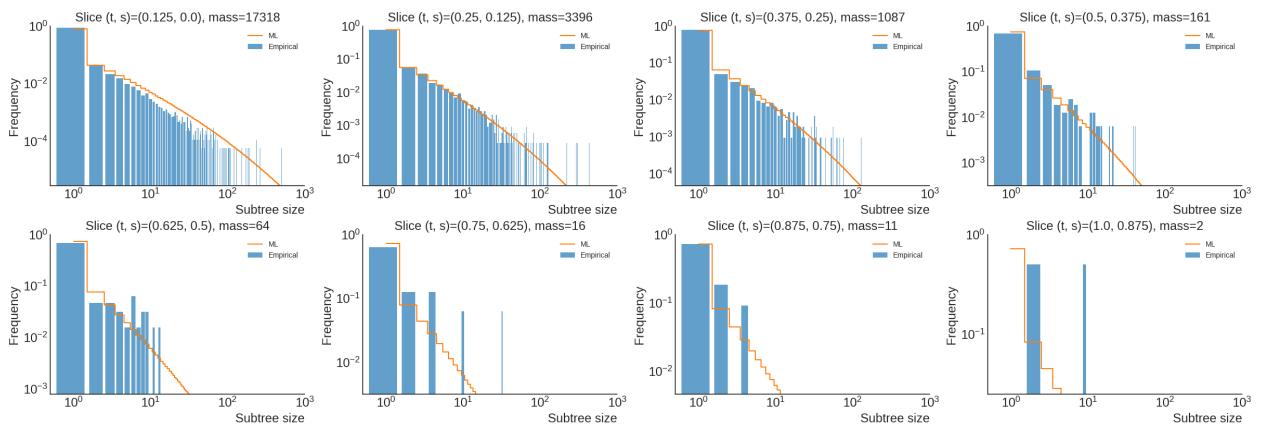 Slice (t, s)=(0.125, 0.0), mass=17318
10^0
10^-2
10^-4
Frequency
ML
Empirical
10^0 10^1 10^2 10^3
Subtree size
Slice (t, s)=(0.25, 0.125), mass=3396
10^0
10^-1
10^-2
10^-3
10^-4
Frequency
ML
Empirical
10^0 10^1 10^2 10^3
Subtree size
Slice (t, s)=(0.375, 0.25), mass=1087
10^0
10^-1
10^-2
10^-3
10^-4
Frequency
ML
Empirical
10^0 10^1 10^2 10^3
Subtree size
Slice (t, s)=(0.5, 0.375), mass=161
10^0
10^-1
10^-2
10^-3
Frequency
ML
Empirical
10^0 10^1 10^2 10^3
Subtree size
Slice (t, s)=(0.625, 0.5), mass=64
10^0
10^-1
10^-2
10^-3
Frequency
ML
Empirical
10^0 10^1 10^2 10^3
Subtree size
Slice (t, s)=(0.75, 0.625), mass=16
10^0
10^-1
10^-2
Frequency
ML
Empirical
10^0 10^1 10^2 10^3
Subtree size
Slice (t, s)=(0.875, 0.75), mass=11
10^0
10^-1
10^-2
Frequency
ML
Empirical
10^0 10^1 10^2 10^3
Subtree size
Slice (t, s)=(1.0, 0.875), mass=2
10^0
10^-1
Frequency
ML
Empirical
10^0 10^1 10^2 10^3
Subtree size